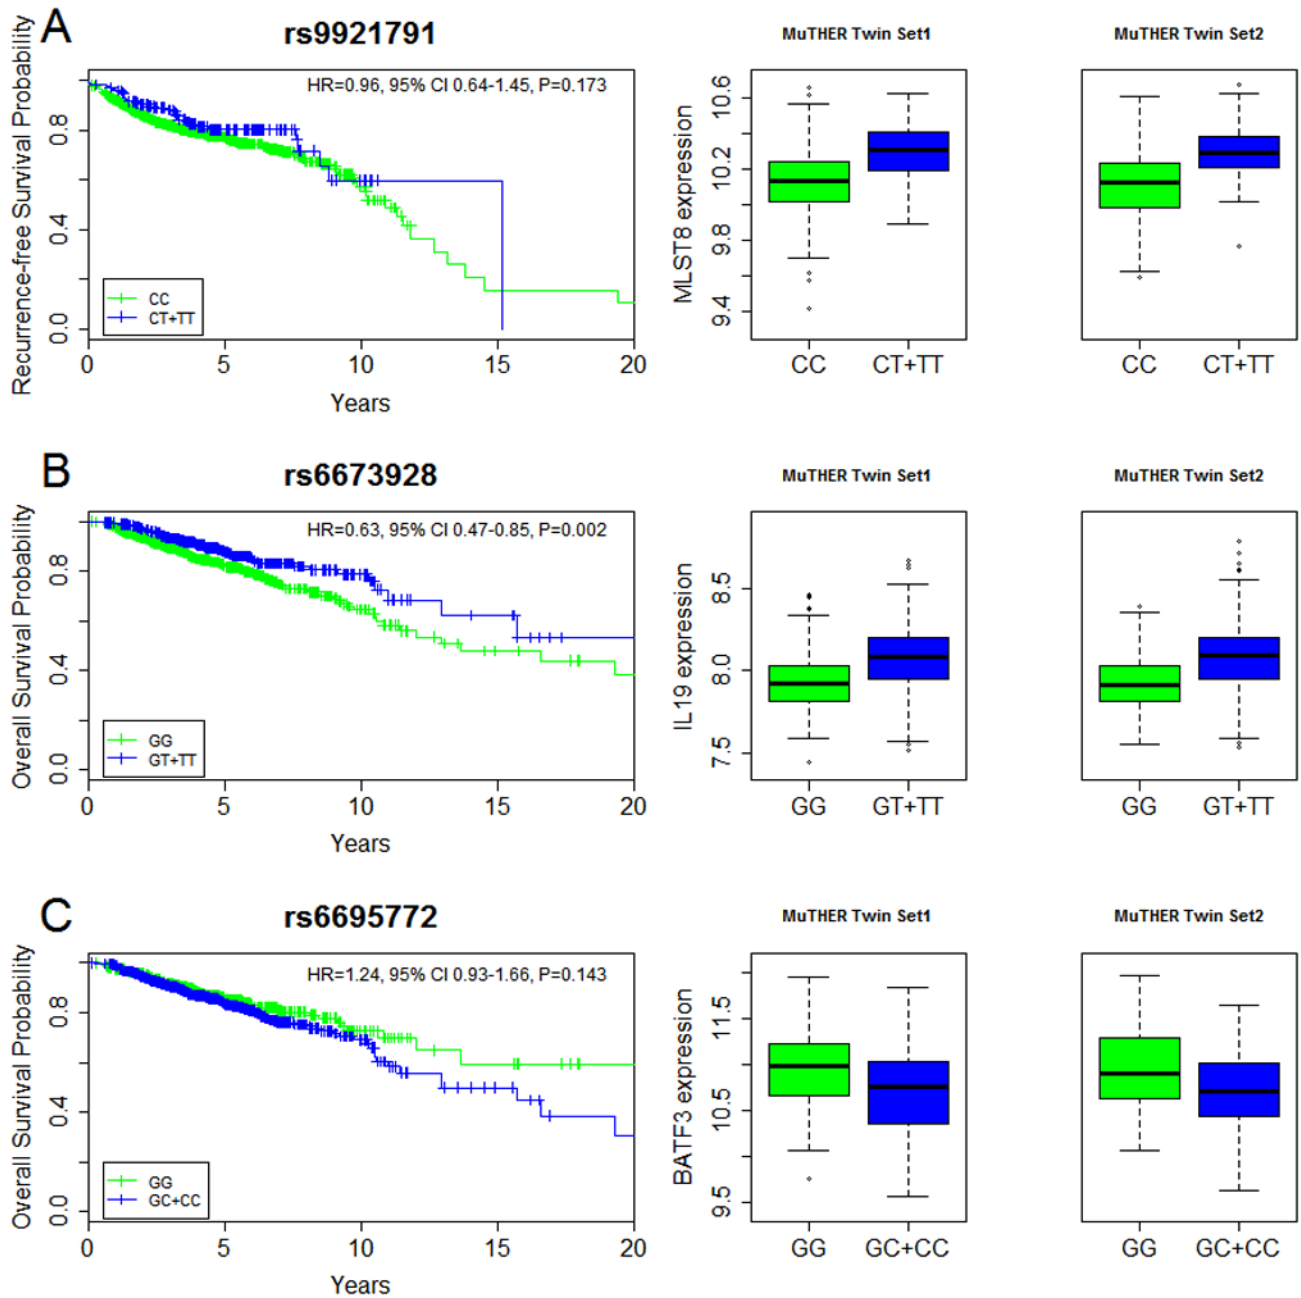 A
rs9921791
MuTHER Twin Set1
MuTHER Twin Set2
Recurrence-free Survival Probability
0.0 0.4 0.8
HR=0.96, 95% CI 0.64-1.45, P=0.173
CC
CT+TT
0 5 10 15 20
Years
MLST8 expression
9.4 9.8 10.2 10.6
CC CT+TT
CC CT+TT
B
rs6673928
MuTHER Twin Set1
MuTHER Twin Set2
Overall Survival Probability
0.0 0.4 0.8
HR=0.63, 95% CI 0.47-0.85, P=0.002
GG
GT+TT
0 5 10 15 20
Years
IL19 expression
7.5 8.0 8.5
GG GT+TT
GG GT+TT
C
rs6695772
MuTHER Twin Set1
MuTHER Twin Set2
Overall Survival Probability
0.0 0.4 0.8
HR=1.24, 95% CI 0.93-1.66, P=0.143
GG
GC+CC
0 5 10 15 20
Years
BATF3 expression
9.5 10.5 11.5
GG GC+CC
GG GC+CC